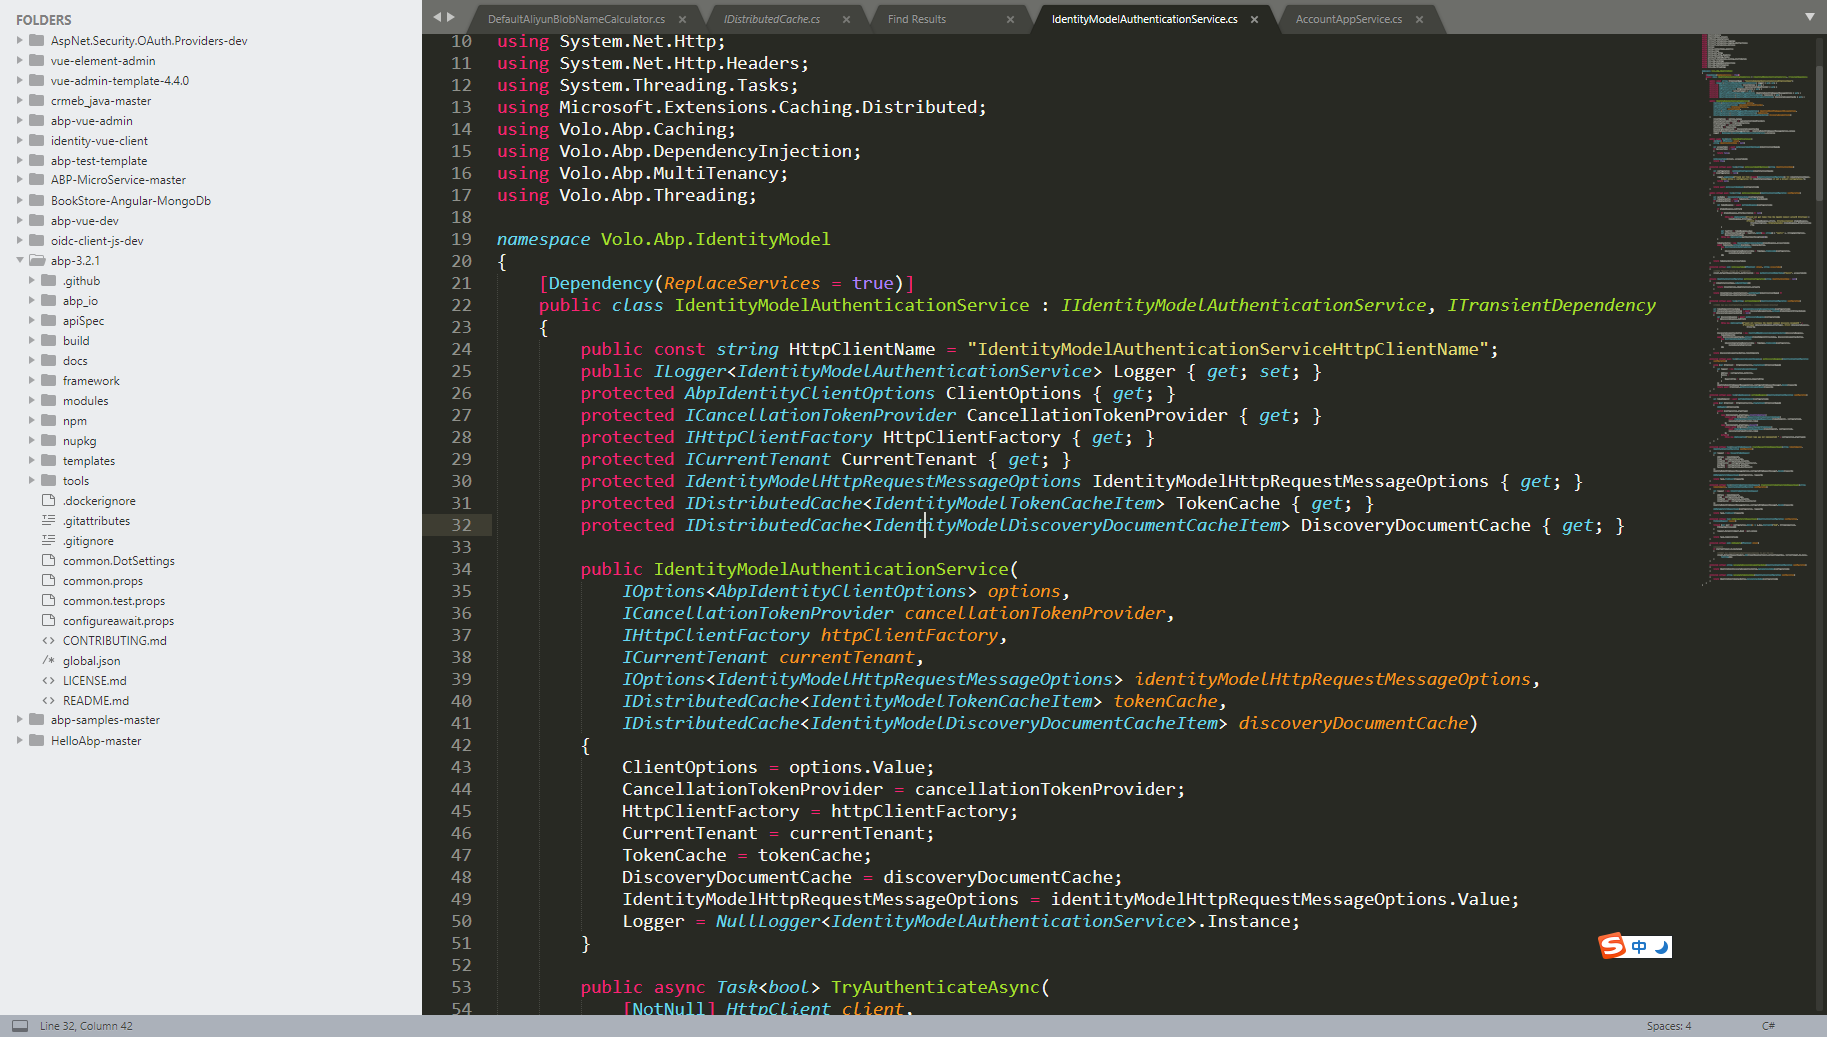 FOLDERS
AspNet.Security.OAuth.Providers-dev
vue-element-admin
vue-admin-template-4.4.0
crmeb_java-master
abp-vue-admin
identity-vue-client
abp-test-template
ABP-MicroService-master
BookStore-Angular-MongoDb
abp-vue-dev
oidc-client-js-dev
abp-3.2.1
.github
abp_io
apiSpec
build
docs
framework
modules
npm
nupkg
templates
tools
.dockerignore
.gitattributes
.gitignore
common.DotSettings
common.props
common.test.props
configureawait.props
<> CONTRIBUTING.md
/* global.json
<> LICENSE.md
<> README.md
abp-samples-master
HelloAbp-master
DefaultAliyunBlobNameCalculator.cs × IDistributedCache.cs × Find Results × IdentityModelAuthenticationService.cs × AccountAppService.cs ×
10 using System.Net.Http;
11 using System.Net.Http.Headers;
12 using System.Threading.Tasks;
13 using Microsoft.Extensions.Caching.Distributed;
14 using Volo.Abp.Caching;
15 using Volo.Abp.DependencyInjection;
16 using Volo.Abp.MultiTenancy;
17 using Volo.Abp.Threading;
18
19 namespace Volo.Abp.IdentityModel
20 {
21 [Dependency(ReplaceServices = true)]
22 public class IdentityModelAuthenticationService : IIdentityModelAuthenticationService, ITransientDependency
23 {
24 public const string HttpClientName = "IdentityModelAuthenticationServiceHttpClientName";
25 public ILogger<IdentityModelAuthenticationService> Logger { get; set; }
26 protected AbpIdentityClientOptions ClientOptions { get; }
27 protected ICancellationTokenProvider CancellationTokenProvider { get; }
28 protected IHttpClientFactory HttpClientFactory { get; }
29 protected ICurrentTenant CurrentTenant { get; }
30 protected IdentityModelHttpRequestMessageOptions IdentityModelHttpRequestMessageOptions { get; }
31 protected IDistributedCache<IdentityModelTokenCacheItem> TokenCache { get; }
32 protected IDistributedCache<IdentityModelDiscoveryDocumentCacheItem> DiscoveryDocumentCache { get; }
33
34 public IdentityModelAuthenticationService(
35 IOptions<AbpIdentityClientOptions> options,
36 ICancellationTokenProvider cancellationTokenProvider,
37 IHttpClientFactory httpClientFactory,
38 ICurrentTenant currentTenant,
39 IOptions<IdentityModelHttpRequestMessageOptions> identityModelHttpRequestMessageOptions,
40 IDistributedCache<IdentityModelTokenCacheItem> tokenCache,
41 IDistributedCache<IdentityModelDiscoveryDocumentCacheItem> discoveryDocumentCache)
42 {
43 ClientOptions = options.Value;
44 CancellationTokenProvider = cancellationTokenProvider;
45 HttpClientFactory = httpClientFactory;
46 CurrentTenant = currentTenant;
47 TokenCache = tokenCache;
48 DiscoveryDocumentCache = discoveryDocumentCache;
49 IdentityModelHttpRequestMessageOptions = identityModelHttpRequestMessageOptions.Value;
50 Logger = NullLogger<IdentityModelAuthenticationService>.Instance;
51 }
52
53 public async Task<bool> TryAuthenticateAsync(
54 [NotNull] HttpClient client,
S 中
Line 32, Column 42
Spaces: 4
C#